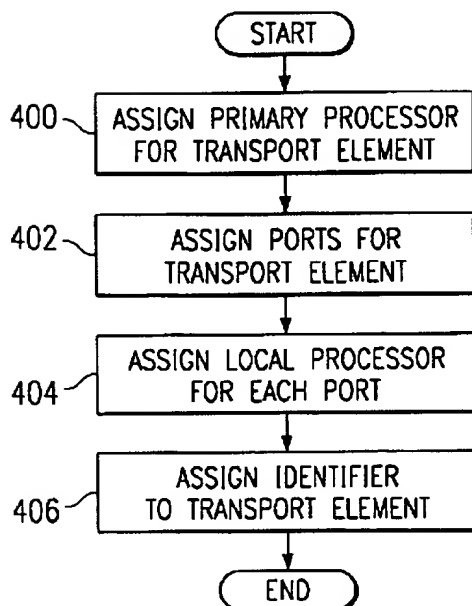 START
400
ASSIGN PRIMARY PROCESSOR
FOR TRANSPORT ELEMENT
402
ASSIGN PORTS FOR
TRANSPORT ELEMENT
404
ASSIGN LOCAL PROCESSOR
FOR EACH PORT
406
ASSIGN IDENTIFIER
TO TRANSPORT ELEMENT
END